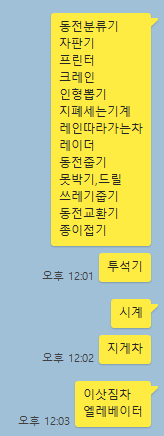 동전분류기
자판기
프린터
크레인
인형뽑기
지폐세는기계
레인따라가는차
레이더
동전줍기
못박기,드릴
쓰레기줍기
동전교환기
종이접기
오후 12:01 투석기
시계
오후 12:02 지게차
이삿짐차
오후 12:03 엘레베이터